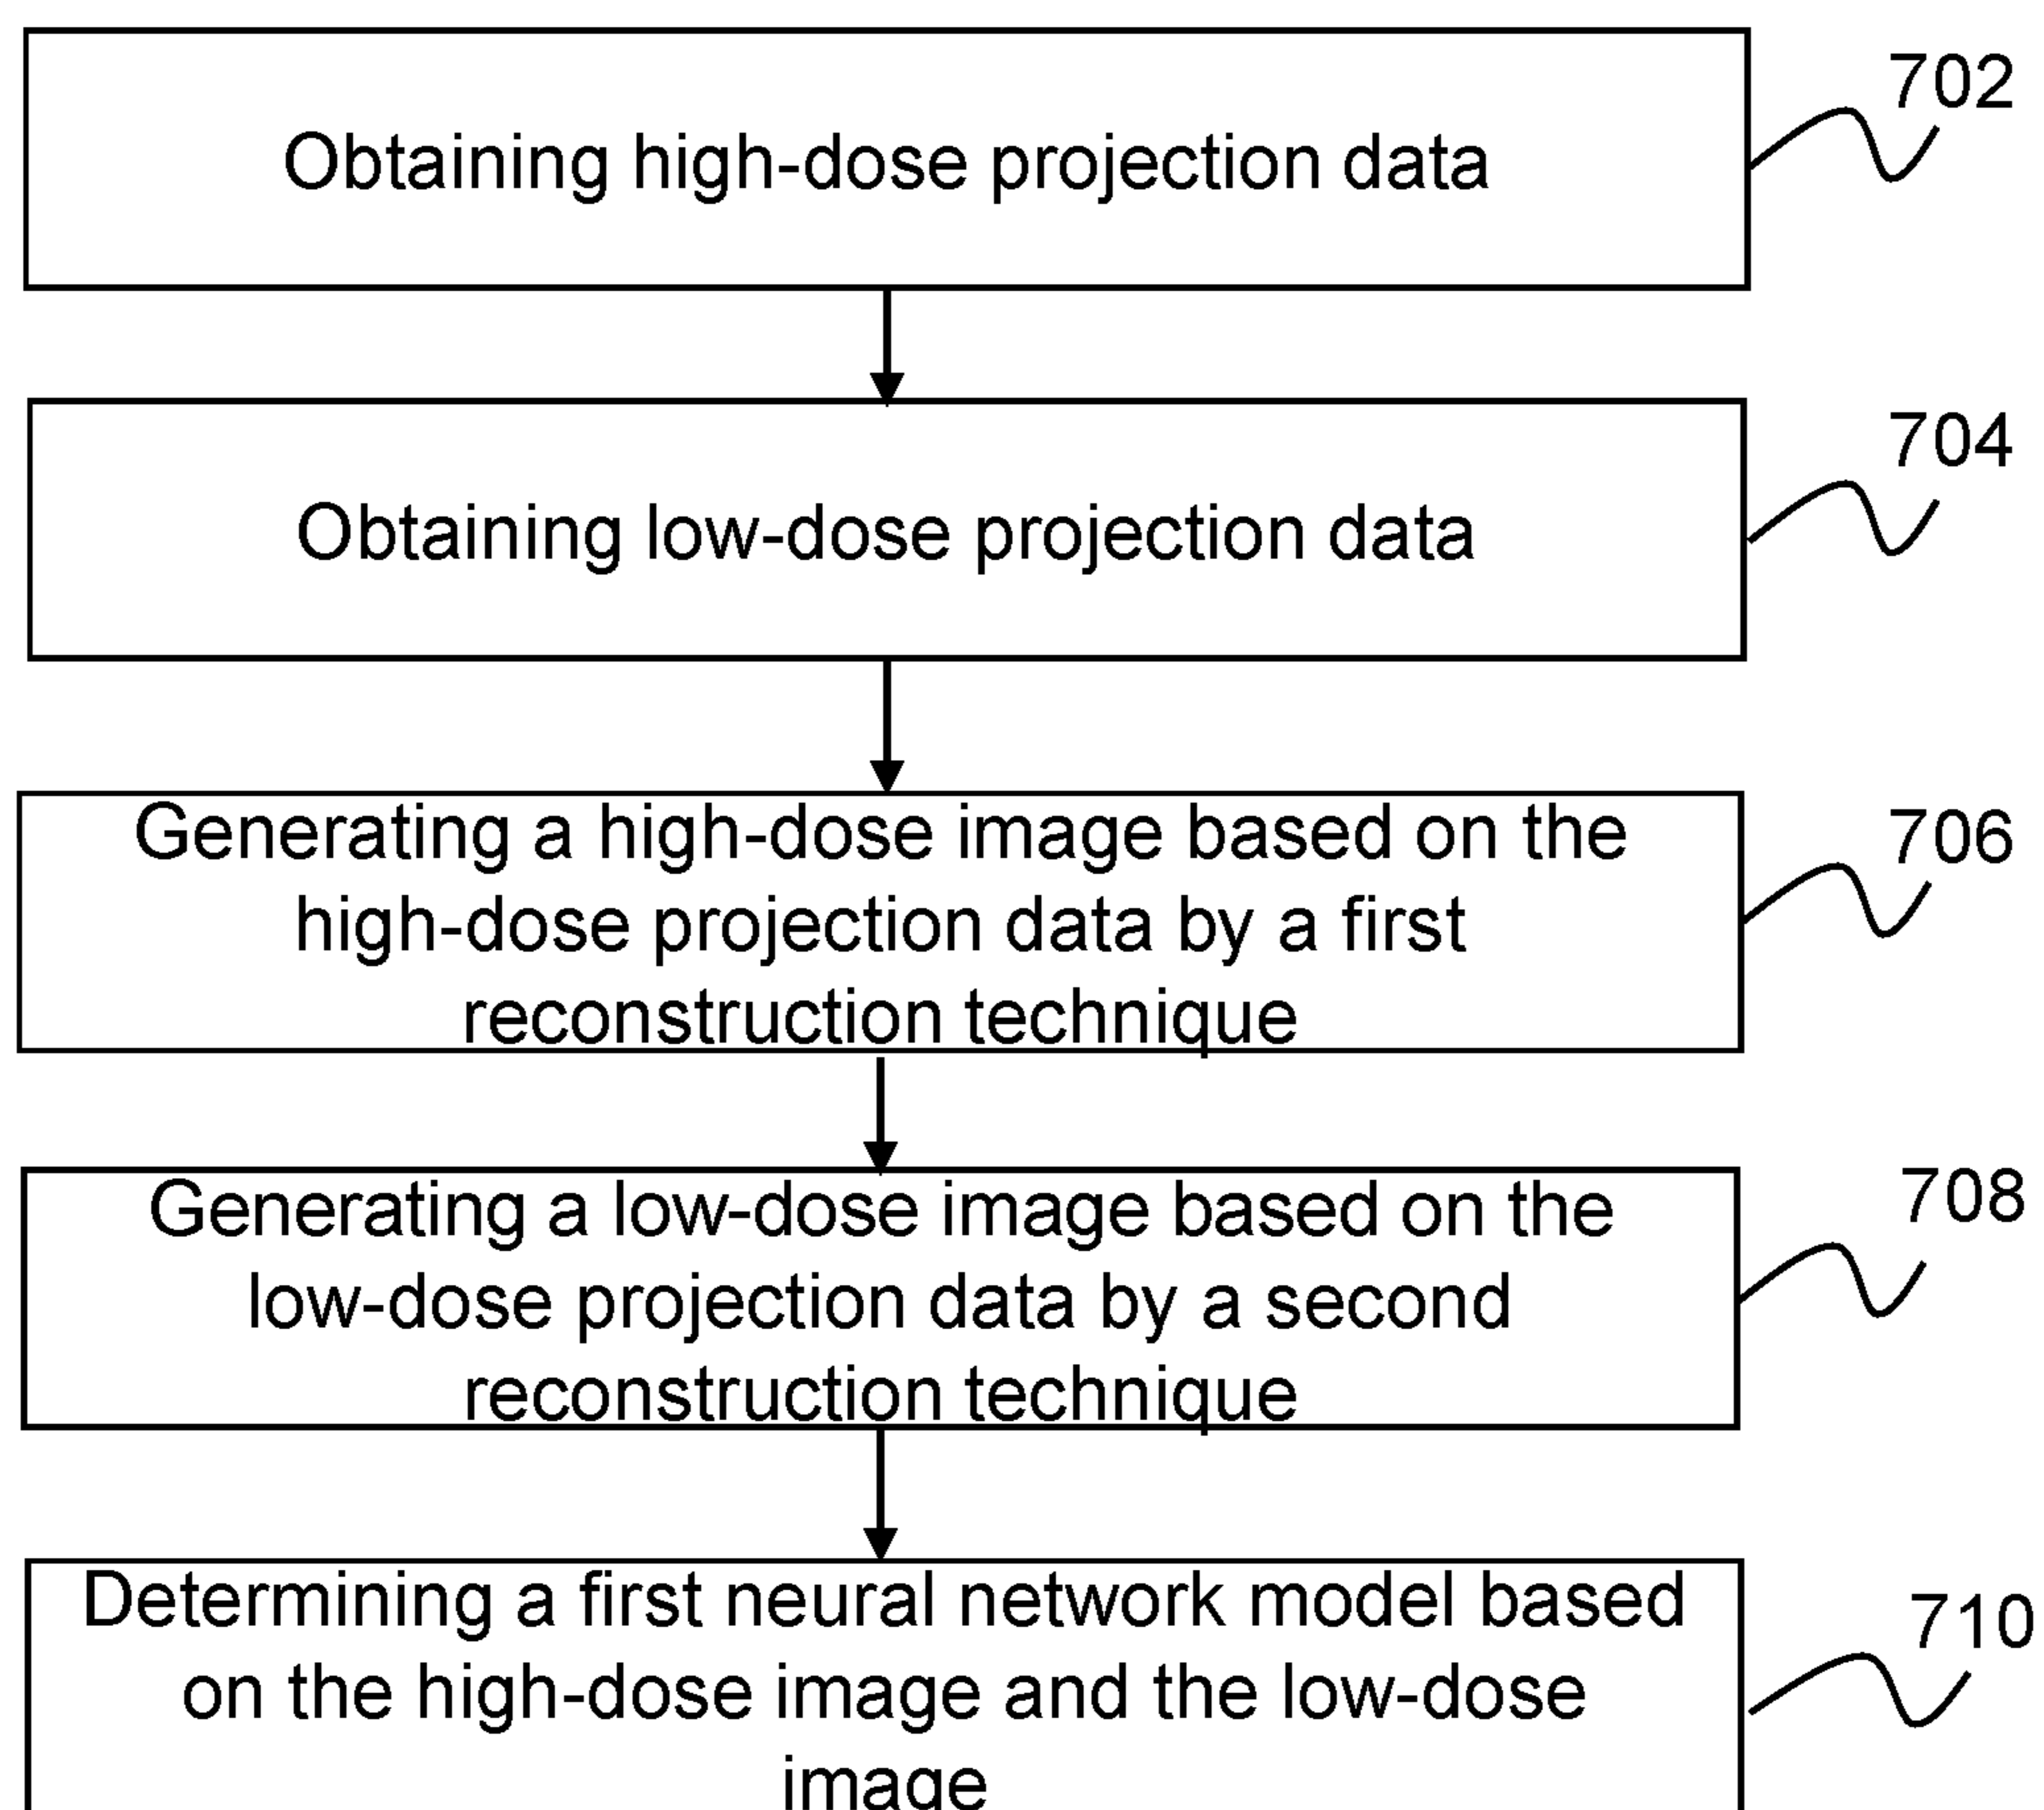 Obtaining high-dose projection data
702
Obtaining low-dose projection data
704
Generating a high-dose image based on the
high-dose projection data by a first
reconstruction technique
706
Generating a low-dose image based on the
low-dose projection data by a second
reconstruction technique
708
Determining a first neural network model based
on the high-dose image and the low-dose
image
710